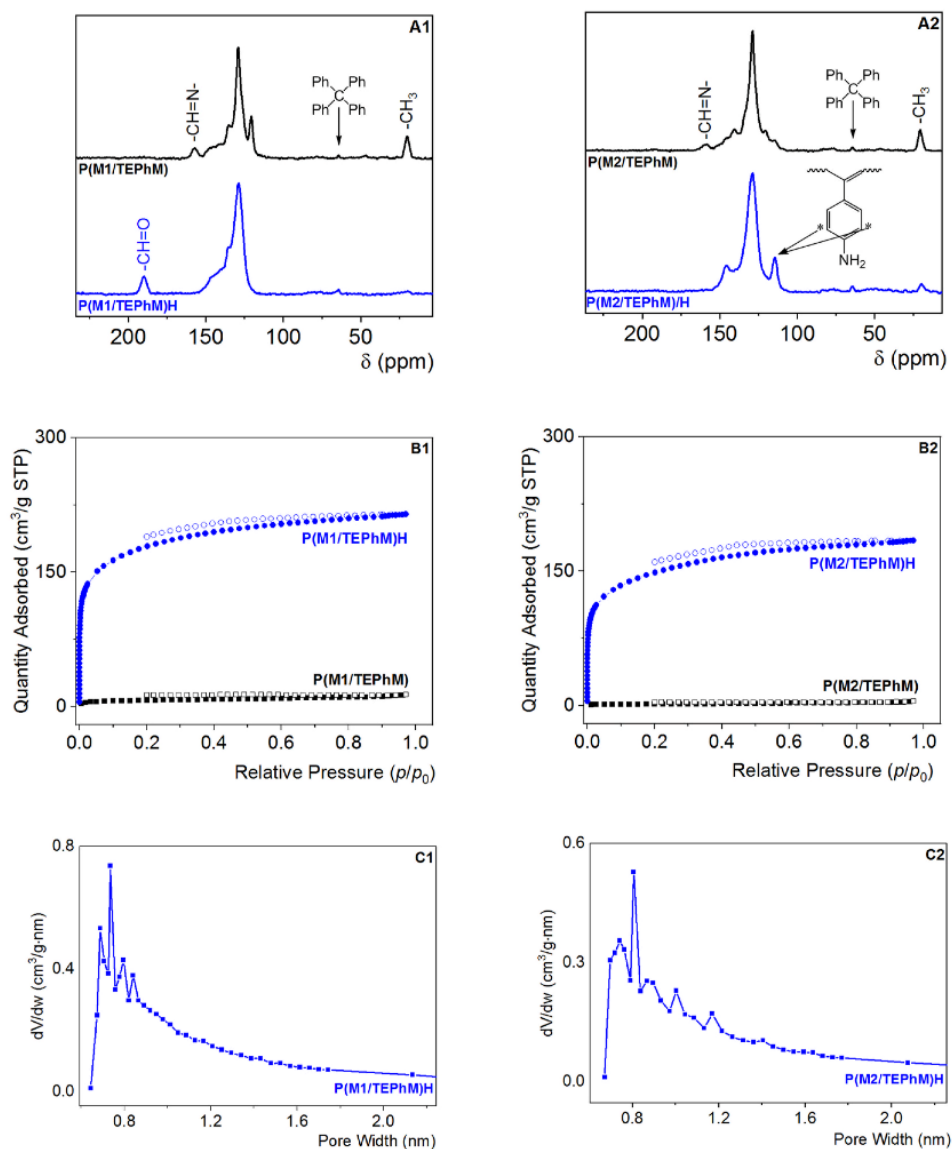 A1
-CH=N-
Ph Ph
C
Ph Ph
-CH₃
P(M1/TEPhM)
-CH=O
P(M1/TEPhM)H
200 150 100 50
δ (ppm)
A2
-CH=N-
Ph Ph
C
Ph Ph
-CH₃
P(M2/TEPhM)
* *
NH₂
P(M2/TEPhM)/H
200 150 100 50
δ (ppm)
B1
Quantity Adsorbed (cm³/g STP)
300
150
0
P(M1/TEPhM)H
P(M1/TEPhM)
0.0 0.2 0.4 0.6 0.8 1.0
Relative Pressure (p/p₀)
B2
Quantity Adsorbed (cm³/g STP)
300
150
0
P(M2/TEPhM)H
P(M2/TEPhM)
0.0 0.2 0.4 0.6 0.8 1.0
Relative Pressure (p/p₀)
C1
dV/dw (cm³/g·nm)
0.8
0.4
0.0
P(M1/TEPhM)H
0.8 1.2 1.6 2.0
Pore Width (nm)
C2
dV/dw (cm³/g·nm)
0.6
0.3
0.0
P(M2/TEPhM)H
0.8 1.2 1.6 2.0
Pore Width (nm)